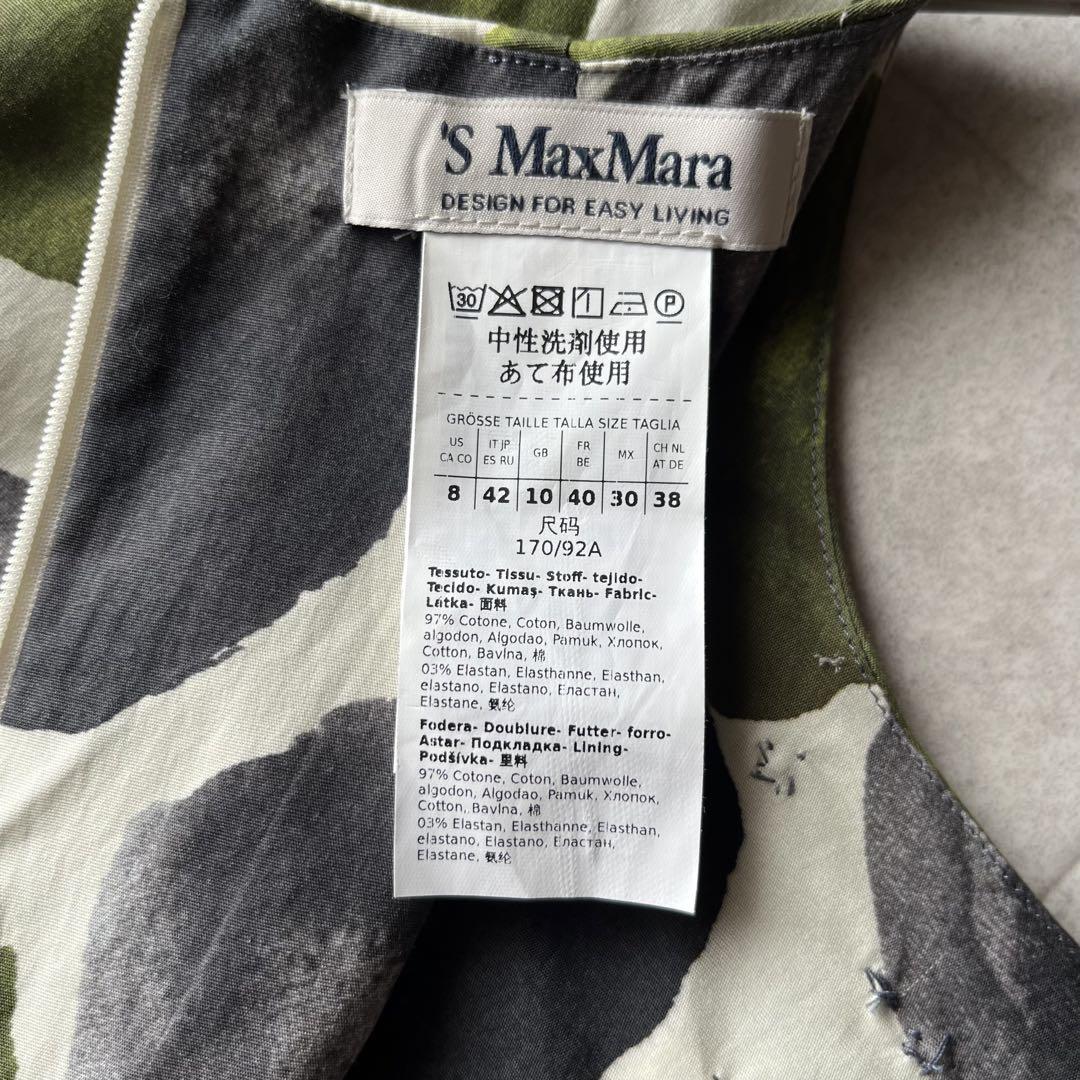 'S MaxMara
DESIGN FOR EASY LIVING
30
P
中性洗剤使用
あて布使用
GRÖSSE TAILLE TALLA SIZE TAGLIA
US CA CO
IT JP ES RU
GB
FR BE
MX
CH NL AT DE
8 42 10 40 30 38
尺码
170/92A
Tessuto- Tissu- Stoff- tejido-
Tecido- Kumaş- Ткань- Fabric-
Látka- 面料
97% Cotone, Coton, Baumwolle,
algodon, Algodao, Pamuk, Хлопок,
Cotton, Bavlna, 棉
03% Elastan, Elasthanne, Elasthan,
elastano, Elastano, Еластан,
Elastane, 氨纶
Fodera- Doublure- Futter- forro-
Astar- Подкладка- Lining-
Podšívka- 里料
97% Cotone, Coton, Baumwolle,
algodon, Algodao, Pamuk, Хлопок,
Cotton, Bavlna, 棉
03% Elastan, Elasthanne, Elasthan,
elastano, Elastano, Еластан,
Elastane, 氨纶